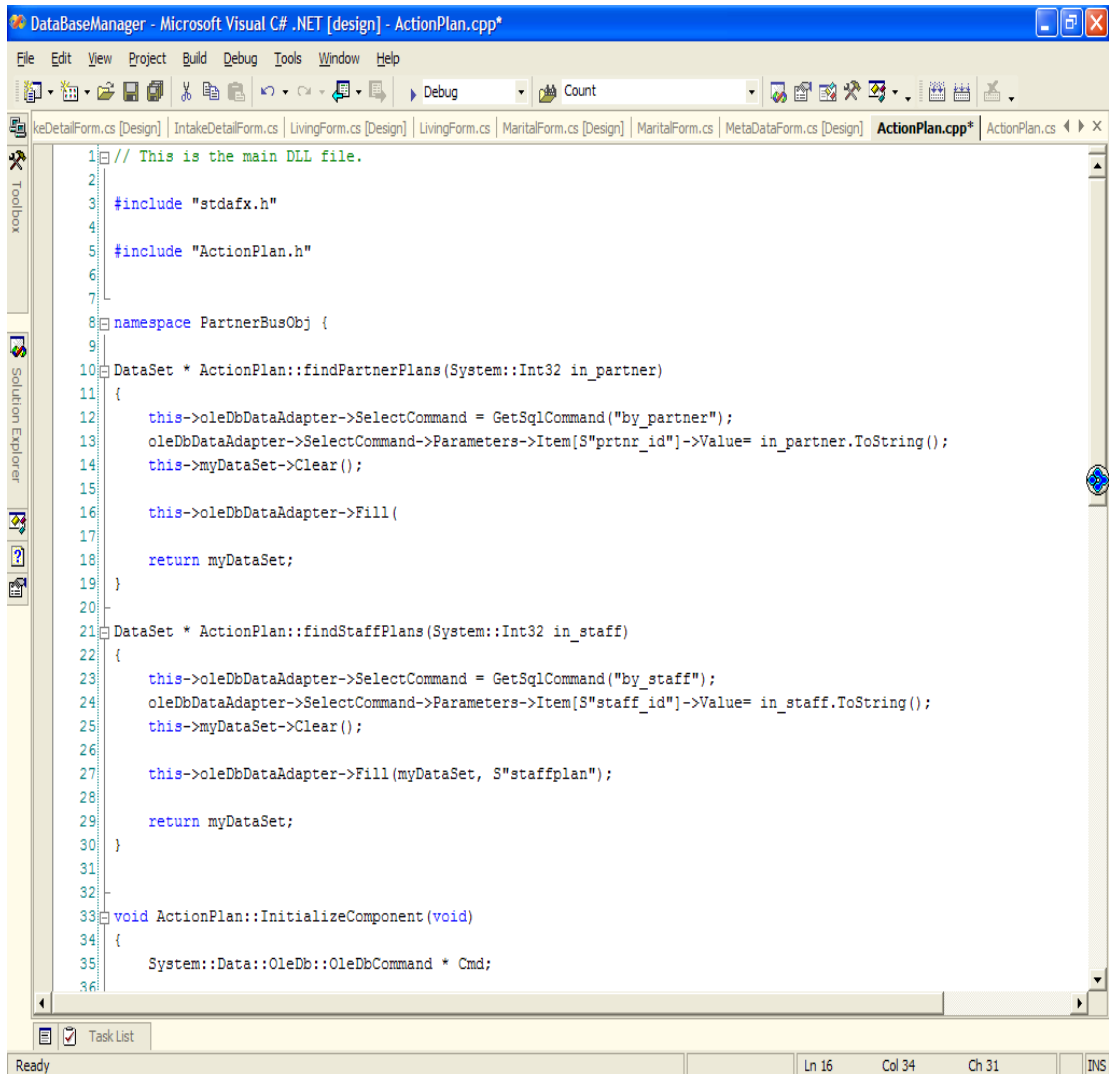 DataBaseManager - Microsoft Visual C# .NET [design] - ActionPlan.cpp*
File Edit View Project Build Debug Tools Window Help
Debug Count
keDetailForm.cs [Design] IntakeDetailForm.cs LivingForm.cs [Design] LivingForm.cs MaritalForm.cs [Design] MaritalForm.cs MetaDataForm.cs [Design] ActionPlan.cpp* ActionPlan.cs
Toolbox
Solution Explorer
1 // This is the main DLL file.
2
3 #include "stdafx.h"
4
5 #include "ActionPlan.h"
6
7
8 namespace PartnerBusObj {
9
10 DataSet * ActionPlan::findPartnerPlans(System::Int32 in_partner)
11 {
12 this->oleDbDataAdapter->SelectCommand = GetSqlCommand("by_partner");
13 oleDbDataAdapter->SelectCommand->Parameters->Item[S"prtnr_id"]->Value= in_partner.ToString();
14 this->myDataSet->Clear();
15
16 this->oleDbDataAdapter->Fill(
17
18 return myDataSet;
19 }
20
21 DataSet * ActionPlan::findStaffPlans(System::Int32 in_staff)
22 {
23 this->oleDbDataAdapter->SelectCommand = GetSqlCommand("by_staff");
24 oleDbDataAdapter->SelectCommand->Parameters->Item[S"staff_id"]->Value= in_staff.ToString();
25 this->myDataSet->Clear();
26
27 this->oleDbDataAdapter->Fill(myDataSet, S"staffplan");
28
29 return myDataSet;
30 }
31
32
33 void ActionPlan::InitializeComponent(void)
34 {
35 System::Data::OleDb::OleDbCommand * Cmd;
36
Task List
Ready Ln 16 Col 34 Ch 31 INS